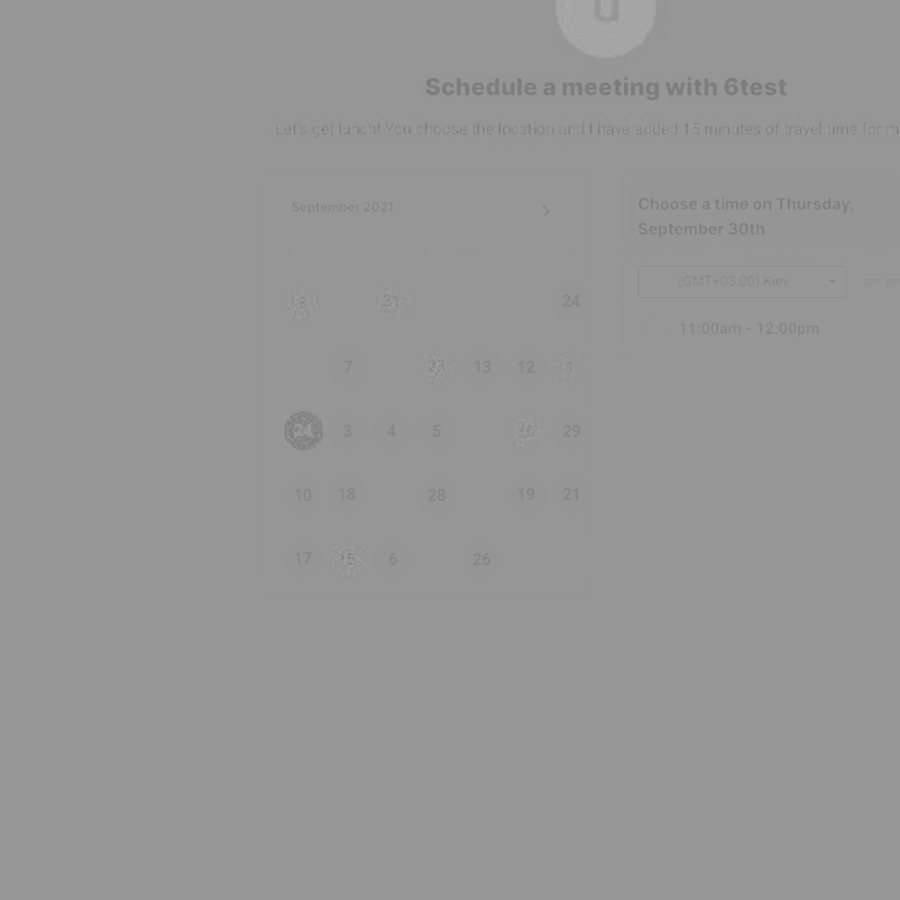 u
Schedule a meeting with 6test
Let's get lunch! You choose the location and I have added 15 minutes of travel time for
September 2021
Choose a time on Thursday,
September 30th
(GMT+03:00) Kiev
am
11:00am - 12:00pm
31 24
7 23 13 12
24 3 4 5 16 29
10 18 28 19 21
17 15 6 26